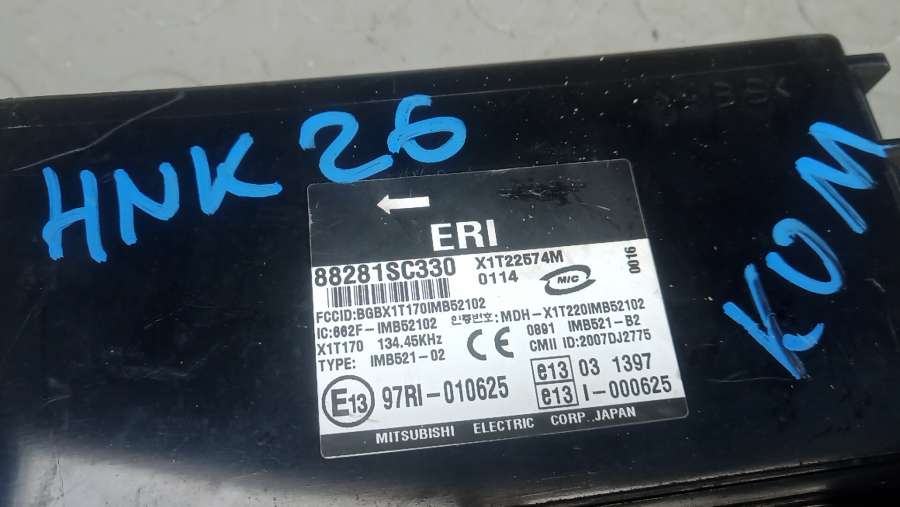 HNK 26
KOM
ERI
88281SC330 X1T22574M
0114 MIC 0016
FCCID:BGBX1T170IMB52102
IC:662F-IMB52102 인증번호:MDH-X1T220IMB52102
X1T170 134.45KHz CE 0891 IMB521-B2
TYPE: IMB521-02 CMII ID:2007DJ2775
E13 97RI-010625 e13 03 1397
e13 I-000625
MITSUBISHI ELECTRIC CORP. JAPAN